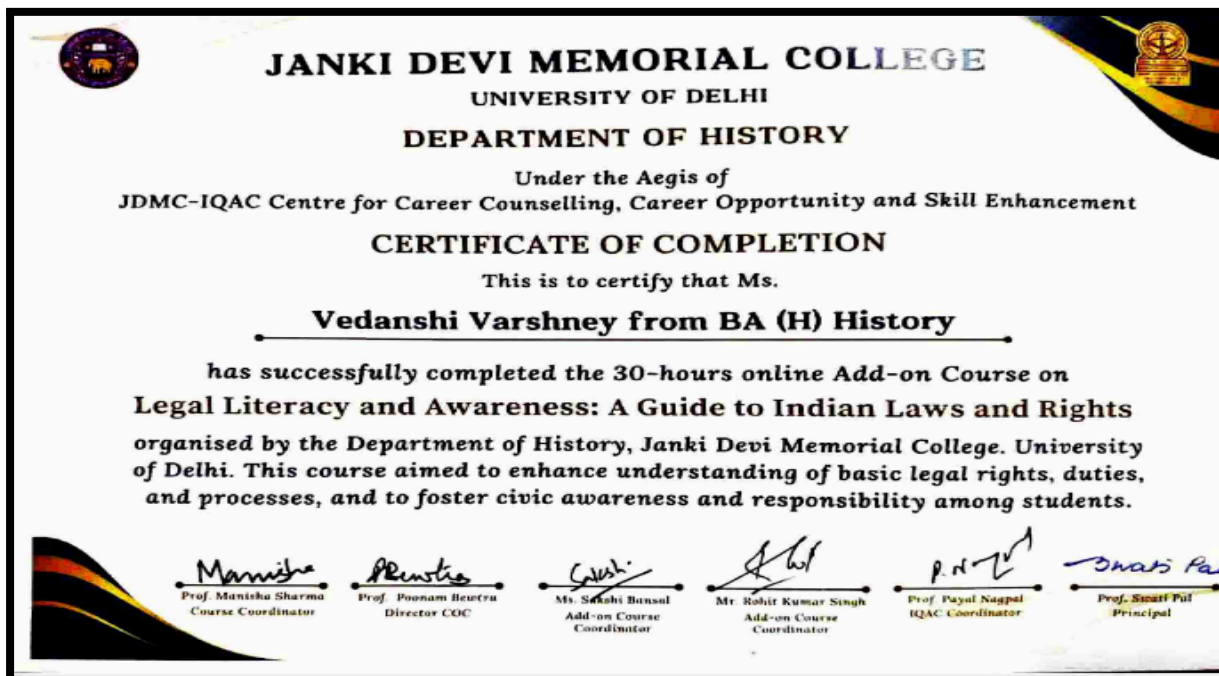 JANKI DEVI MEMORIAL COLLEGE
UNIVERSITY OF DELHI
DEPARTMENT OF HISTORY
Under the Aegis of
JDMC-IQAC Centre for Career Counselling, Career Opportunity and Skill Enhancement
CERTIFICATE OF COMPLETION
This is to certify that Ms.
Vedanshi Varshney from BA (H) History
has successfully completed the 30-hours online Add-on Course on
Legal Literacy and Awareness: A Guide to Indian Laws and Rights
organised by the Department of History, Janki Devi Memorial College. University
of Delhi. This course aimed to enhance understanding of basic legal rights, duties,
and processes, and to foster civic awareness and responsibility among students.
Manisha Sakshi Swati Pal
Prof. Manisha Sharma Prof. Poonam Ms. Sakshi Bansal Mr. Rohit Kumar Singh Prof. Payal Nagpal Prof. Swati Pal
Course Coordinator Director COC Add-on Course Add-on Course IQAC Coordinator Principal
Coordinator Coordinator